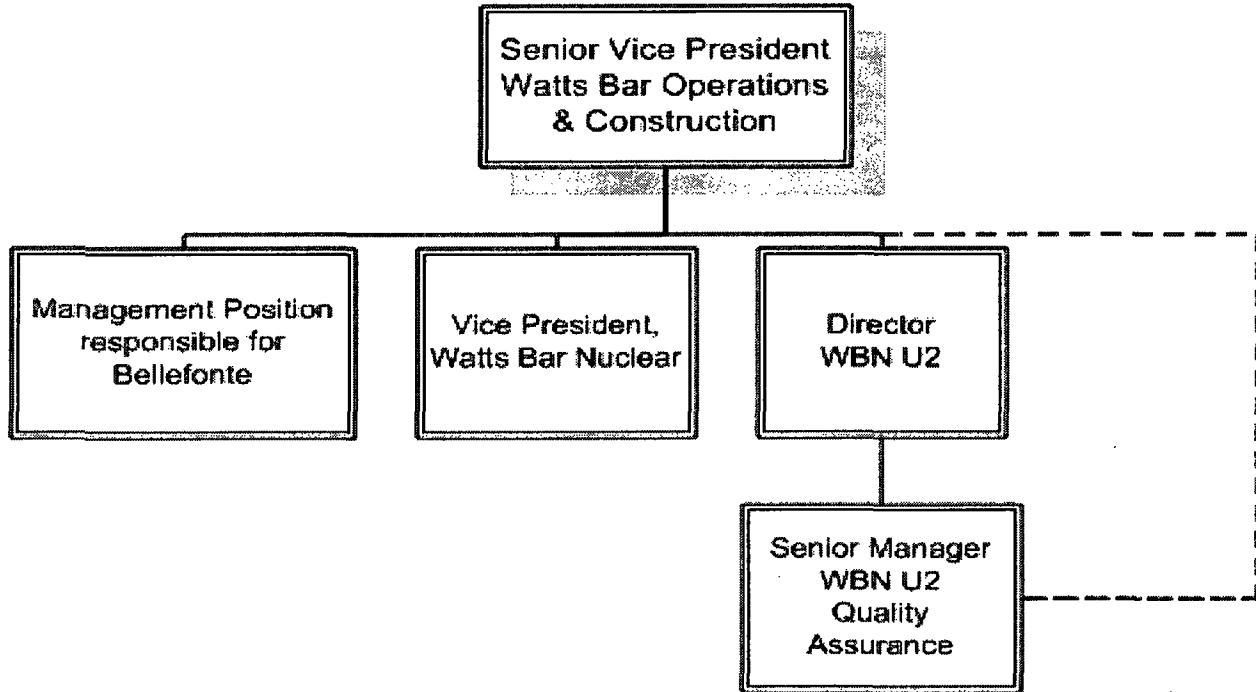 Senior Vice President
Watts Bar Operations
& Construction
Management Position
responsible for
Bellefonte
Vice President,
Watts Bar Nuclear
Director
WBN U2
Senior Manager
WBN U2
Quality
Assurance